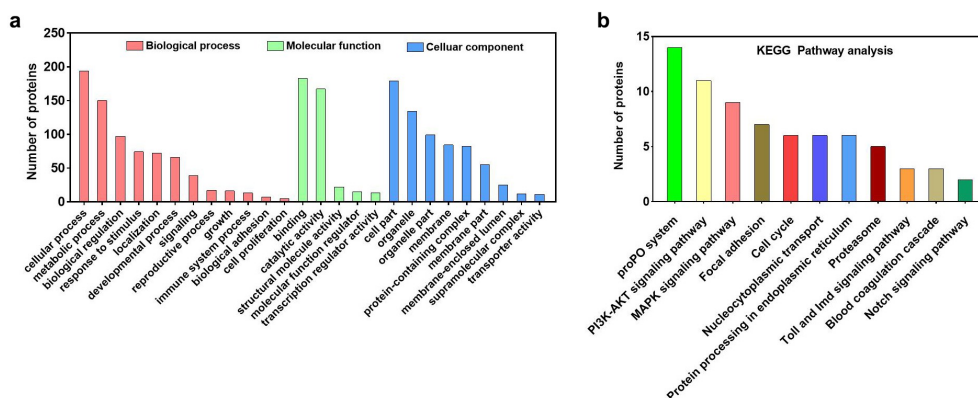 a
Biological process
Molecular function
Celluar component
Number of proteins
250
200
150
100
50
0
cellular process
metabolic process
biological regulation
response to stimulus
localization
developmental process
signaling
reproductive process
growth
immune system process
biological adhesion
cell proliferation
binding
catalytic activity
structural molecule activity
molecular function regulator
transcription regulator activity
cell part
organelle
organelle part
membrane
protein-containing complex
membrane part
membrane-enclosed lumen
supramolecular complex
transporter activity
b
KEGG Pathway analysis
Number of proteins
15
10
5
0
proPO system
PI3K-AKT signaling pathway
MAPK signaling pathway
Focal adhesion
Cell cycle
Nucleocytoplasmic transport
Protein processing in endoplasmic reticulum
Proteasome
Toll and Imd signaling pathway
Blood coagulation cascade
Notch signaling pathway